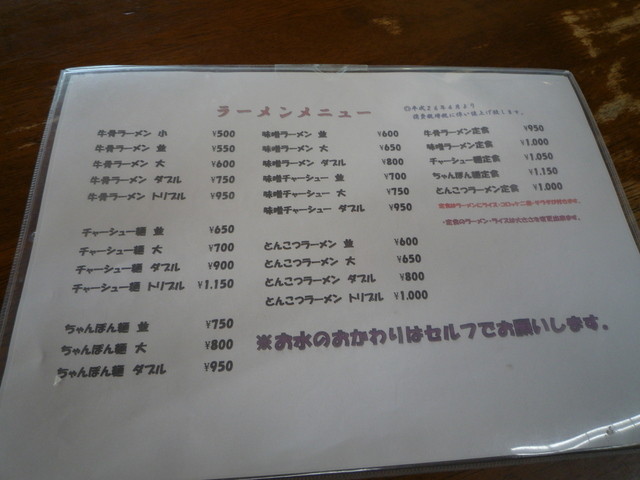 ラーメンメニュー
牛骨ラーメン 小 ¥500
牛骨ラーメン 並 ¥550
牛骨ラーメン 大 ¥600
牛骨ラーメン ダブル ¥750
牛骨ラーメン トリプル ¥950
チャーシュー麺 並 ¥650
チャーシュー麺 大 ¥700
チャーシュー麺 ダブル ¥900
チャーシュー麺 トリプル ¥1.150
ちゃんぽん麺 並 ¥750
ちゃんぽん麺 大 ¥800
ちゃんぽん麺 ダブル ¥950
味噌ラーメン 並 ¥600
味噌ラーメン 大 ¥650
味噌ラーメン ダブル ¥800
味噌チャーシュー 並 ¥700
味噌チャーシュー 大 ¥750
味噌チャーシュー ダブル ¥950
とんこつラーメン 並 ¥600
とんこつラーメン 大 ¥650
とんこつラーメン ダブル ¥800
とんこつラーメン トリプル ¥1.000
牛骨ラーメン定食 ¥950
味噌ラーメン定食 ¥1.000
チャーシュー麺定食 ¥1.050
ちゃんぽん麺定食 ¥1.150
とんこつラーメン定食 ¥1.000
※お水のおかわりはセルフでお願いします。